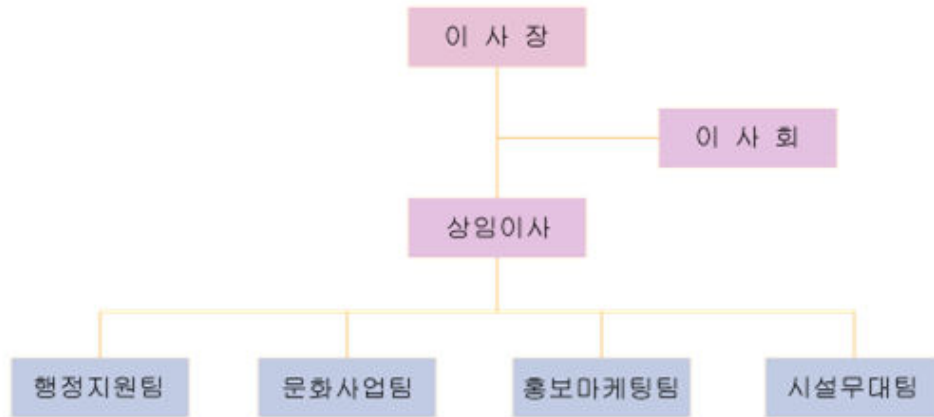 이 사 장
이 사 회
상임이사
행정지원팀
문화사업팀
홍보마케팅팀
시설무대팀